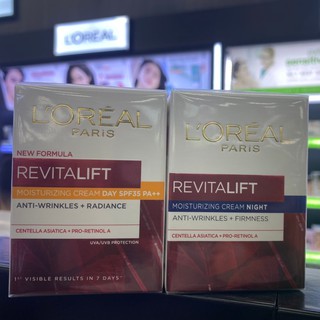 L'ORÉAL
L'ORÉAL
PARIS
NEW FORMULA
REVITALIFT
MOISTURIZING CREAM DAY SPF35 PA++
ANTI-WRINKLES + RADIANCE
CENTELLA ASIATICA + PRO-RETINOL A
UVA/UVB PROTECTION
1ST VISIBLE RESULTS IN 7 DAYS
L'ORÉAL
PARIS
REVITALIFT
MOISTURIZING CREAM NIGHT
ANTI-WRINKLES + FIRMNESS
CENTELLA ASIATICA + PRO-RETINOL A